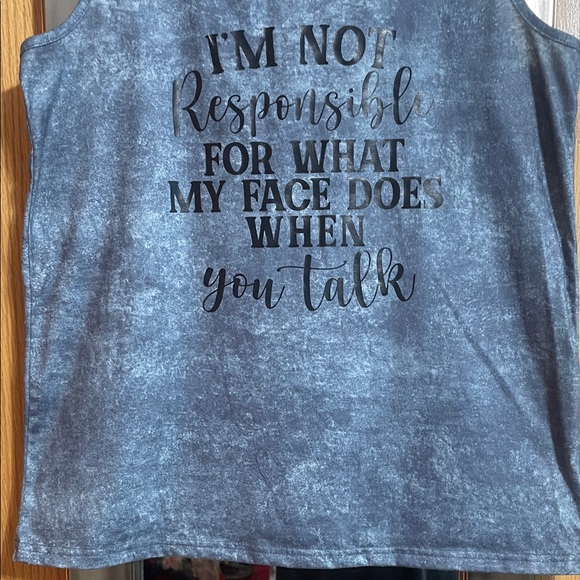 I'M NOT
Responsible
FOR WHAT
MY FACE DOES
WHEN
you talk